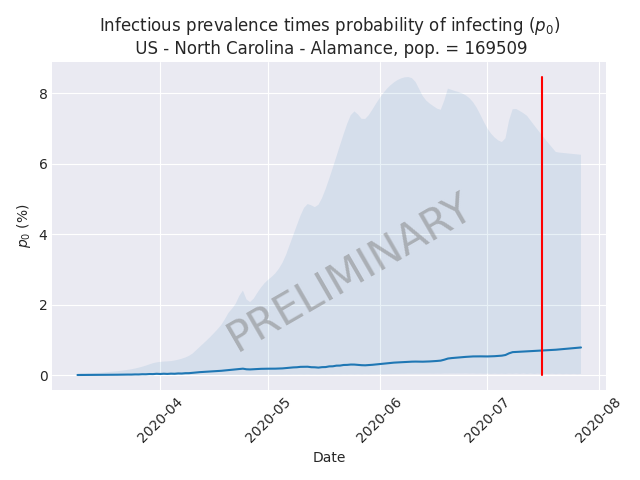 Infectious prevalence times probability of infecting (p₀)
US - North Carolina - Alamance, pop. = 169509
8
6
4
2
0
p₀ (%)
PRELIMINARY
2020-04
2020-05
2020-06
2020-07
2020-08
Date